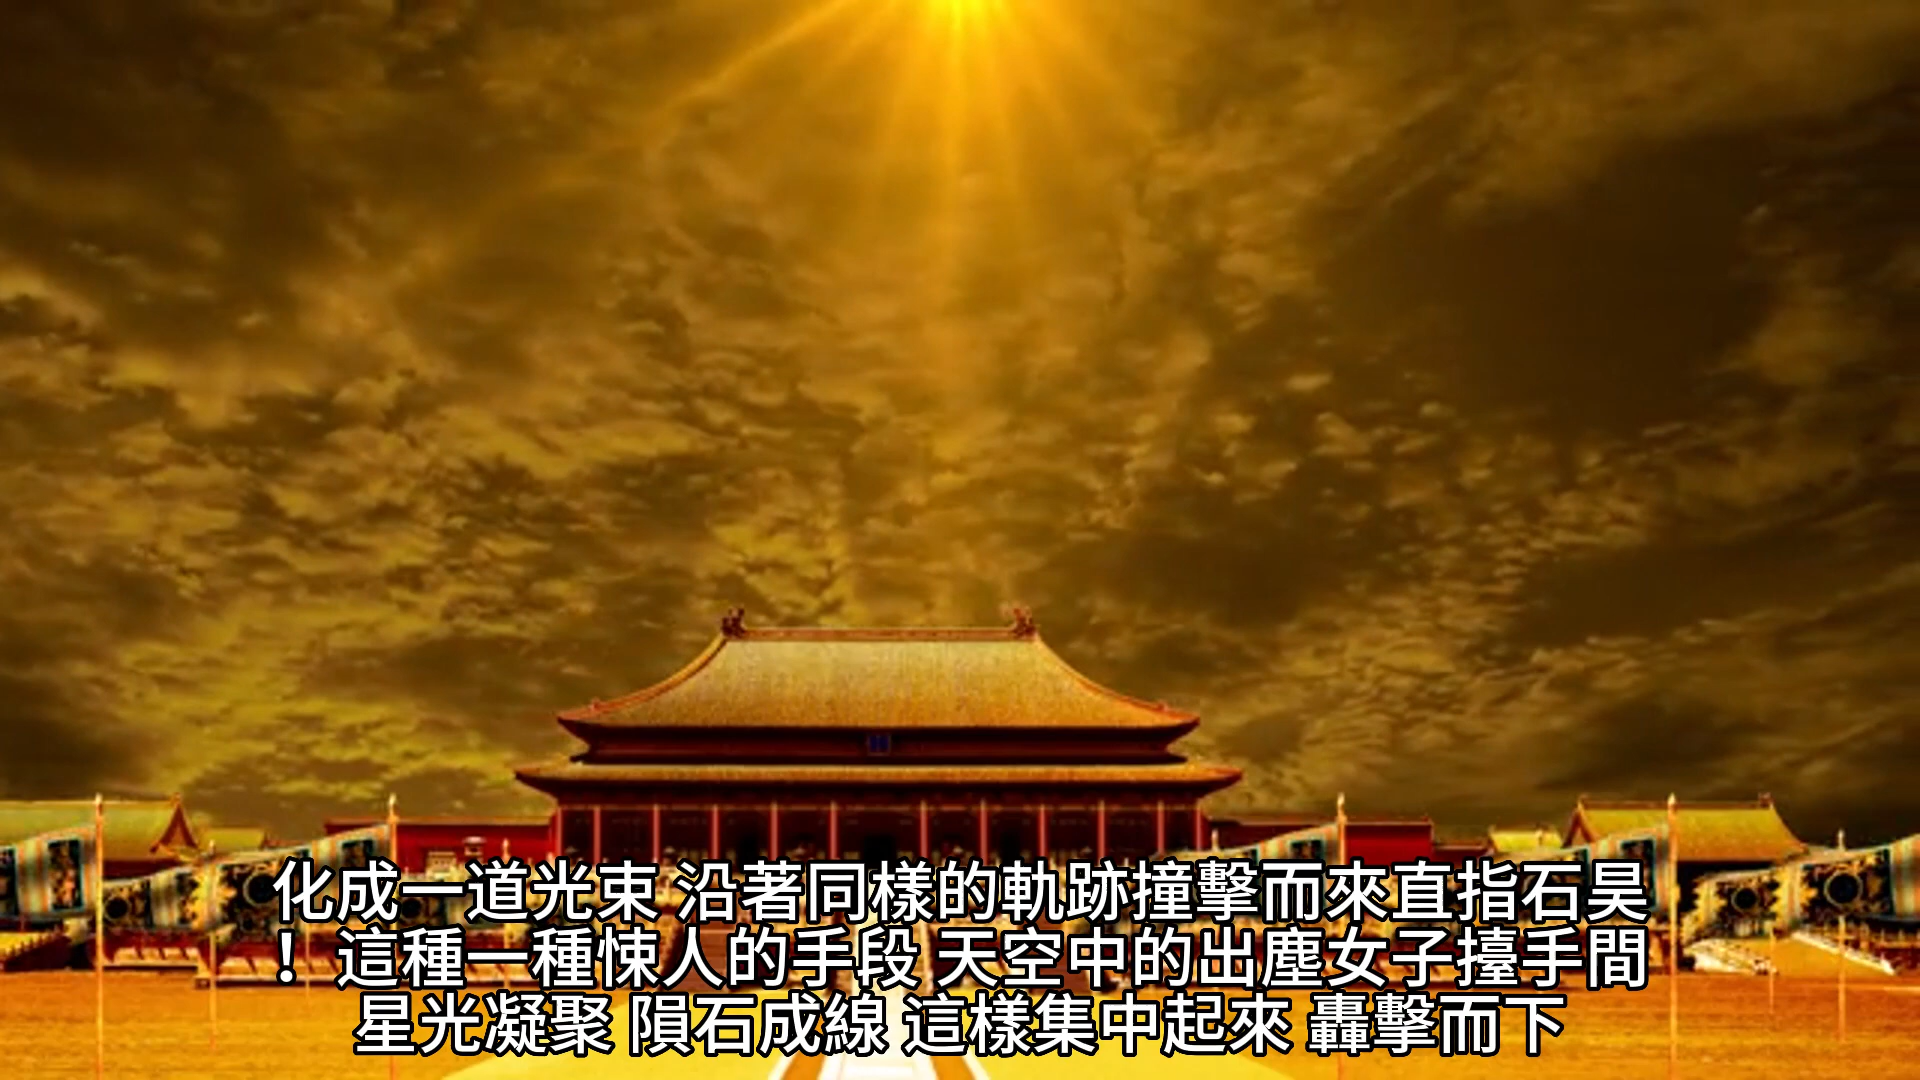 化成一道光束 沿著同樣的軌跡撞擊而來直指石昊
！這種一種悚人的手段 天空中的出塵女子擡手間
星光凝聚 隕石成線 這樣集中起來 轟擊而下